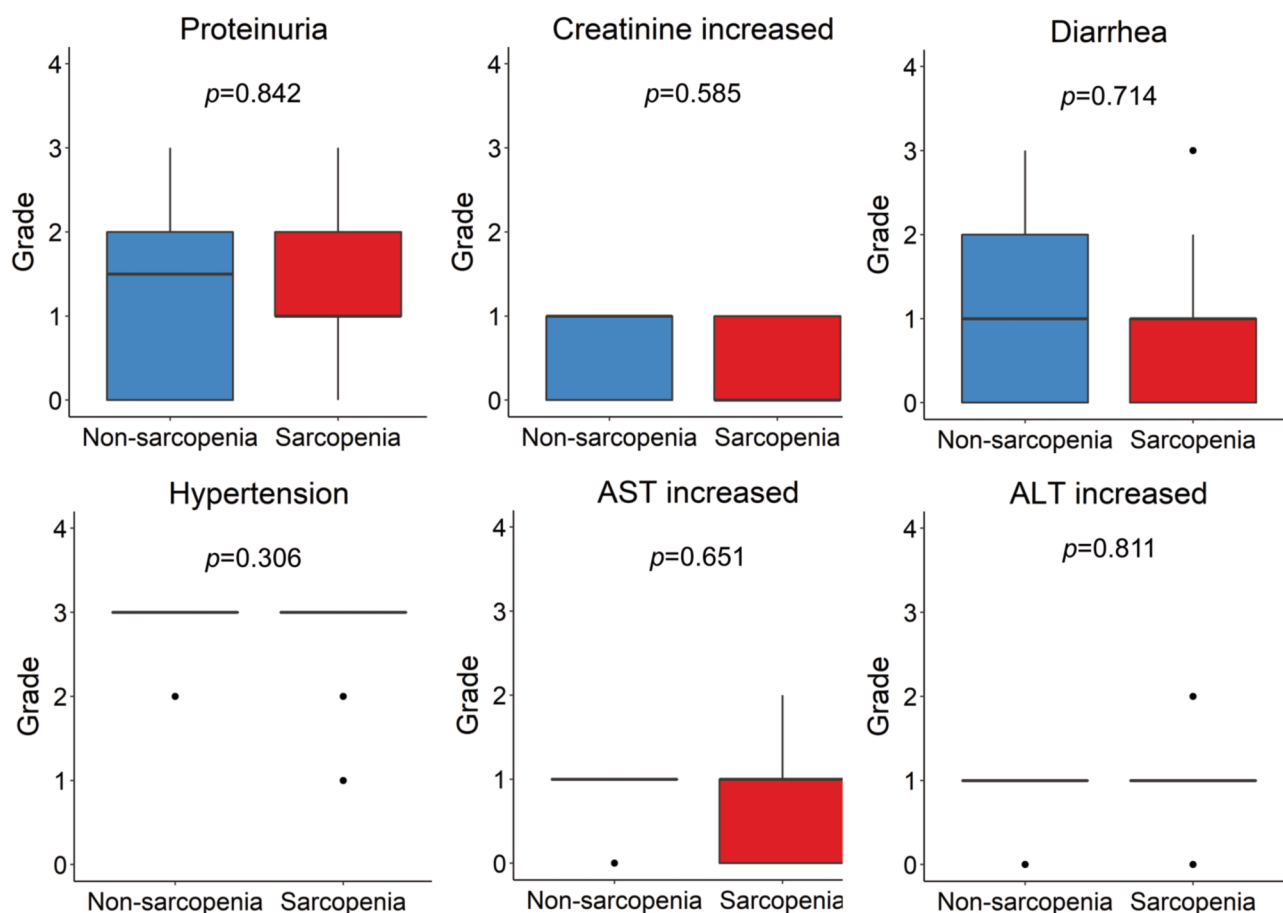 Proteinuria
p=0.842
4
3
2
1
0
Grade
Non-sarcopenia Sarcopenia
Creatinine increased
p=0.585
4
3
2
1
0
Grade
Non-sarcopenia Sarcopenia
Diarrhea
p=0.714
4
3
2
1
0
Grade
Non-sarcopenia Sarcopenia
Hypertension
p=0.306
4
3
2
1
0
Grade
Non-sarcopenia Sarcopenia
AST increased
p=0.651
4
3
2
1
0
Grade
Non-sarcopenia Sarcopenia
ALT increased
p=0.811
4
3
2
1
0
Grade
Non-sarcopenia Sarcopenia